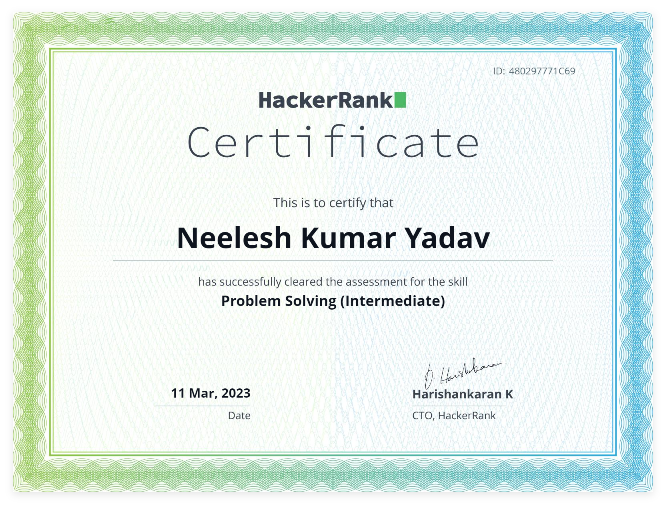 ID: 480297771C69
HackerRank
Certificate
This is to certify that
Neelesh Kumar Yadav
has successfully cleared the assessment for the skill
Problem Solving (Intermediate)
11 Mar, 2023
Date
Harishankaran K
CTO, HackerRank